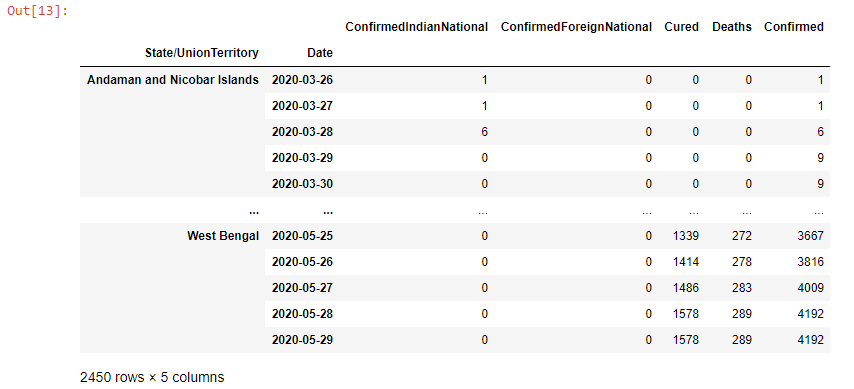 Out[13]:
ConfirmedIndianNational ConfirmedForeignNational Cured Deaths Confirmed
State/UnionTerritory Date
Andaman and Nicobar Islands 2020-03-26 1 0 0 0 1
2020-03-27 1 0 0 0 1
2020-03-28 6 0 0 0 6
2020-03-29 0 0 0 0 9
2020-03-30 0 0 0 0 9
... ... ... ... ... ... ...
West Bengal 2020-05-25 0 0 1339 272 3667
2020-05-26 0 0 1414 278 3816
2020-05-27 0 0 1486 283 4009
2020-05-28 0 0 1578 289 4192
2020-05-29 0 0 1578 289 4192
2450 rows × 5 columns